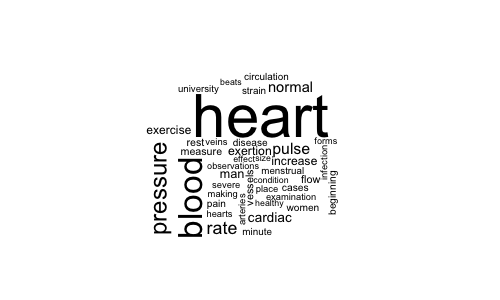 beats circulation
university strain normal
heart
exercise
rest veins disease forms
measure exertion pulse
effect size increase infection
observations
man vessels menstrual
pressure blood
severe condition flow
making place cases beginning
healthy examination
pain arteries women
hearts cardiac
rate minute